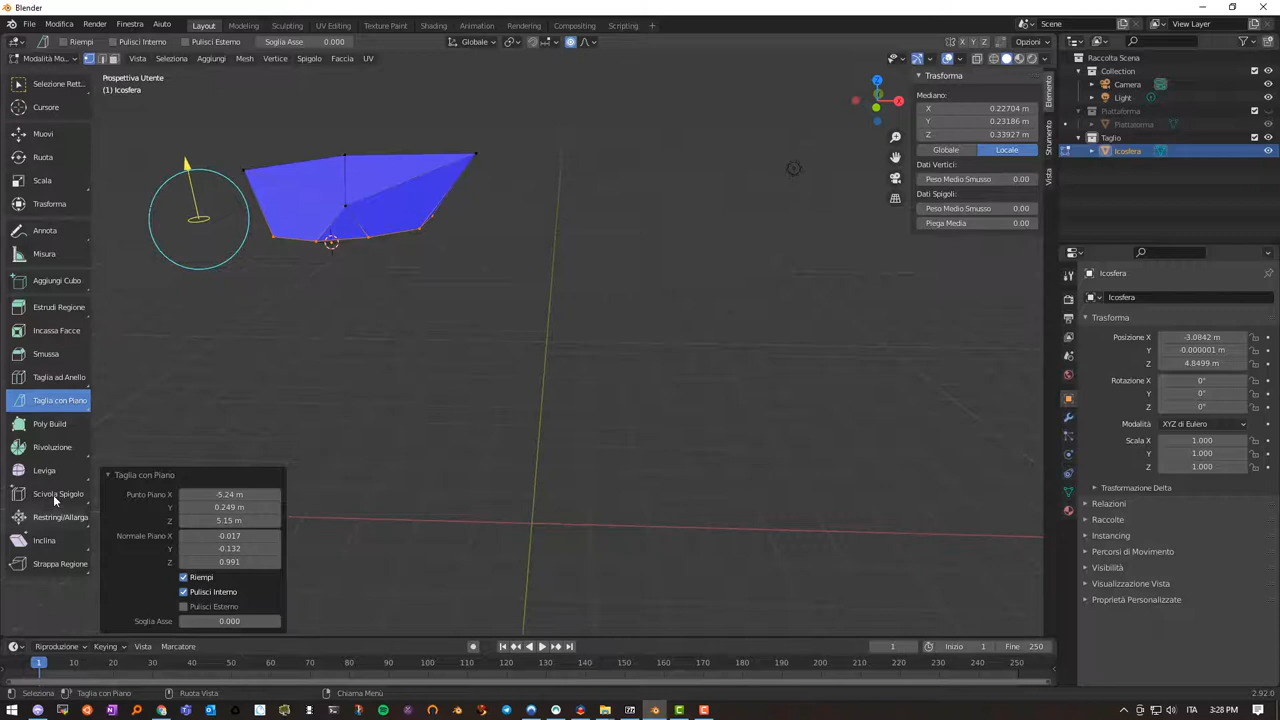 Blender
File Modifica Render Finestra Aiuto Layout Modeling Sculpting UV Editing Texture Paint Shading Animation Rendering Compositing Scripting + Scene View Layer
Riempi Pulisci Interno Pulisci Esterno Soglia Asse 0.000 Globale X Y Z Opzioni
Modalità Mo... Vista Seleziona Aggiungi Mesh Vertice Spigolo Faccia UV
Prospettiva Utente
(1) Icosfera
Selezione Rett...
Cursore
Muovi
Ruota
Scala
Trasforma
Annota
Misura
Aggiungi Cubo
Estrudi Regione
Incassa Facce
Smussa
Taglia ad Anello
Taglia con Piano
Poly Build
Rivoluzione
Leviga
Scivola Spigolo
Restringi/Allarga
Inclina
Strappa Regione
Taglia con Piano
Punto Piano X -5.24 m
Y 0.249 m
Z 5.15 m
Normale Piano X -0.017
Y -0.132
Z 0.991
Riempi
Pulisci Interno
Pulisci Esterno
Soglia Asse 0.000
Z
X
Trasforma
Mediano:
X 0.22704 m
Y 0.23186 m
Z 0.33927 m
Globale Locale
Dati Vertici:
Peso Medio Smusso 0.00
Dati Spigoli:
Peso Medio Smusso 0.00
Piega Media 0.00
Elemento
Strumento
Vista
Raccolta Scena
Collection
Camera
Light
Plattaforma
Plattaforma
Taglio
Icosfera
Icosfera
Icosfera
Trasforma
Posizione X -3.0842 m
Y -0.000001 m
Z 4.8499 m
Rotazione X 0°
Y 0°
Z 0°
Modalità XYZ di Eulero
Scala X 1.000
Y 1.000
Z 1.000
Trasformazione Delta
Relazioni
Raccolte
Instancing
Percorsi di Movimento
Visibilità
Visualizzazione Vista
Proprietà Personalizzate
Riproduzione Keying Vista Marcatore 1 Inizio 1 Fine 250
1 10 20 30 40 50 60 70 80 90 100 110 120 130 140 150 160 170 180 190 200 210 220 230 240 250
Seleziona Taglia con Piano Ruota Vista Chiama Menù 2.92.0
ITA 3:28 PM